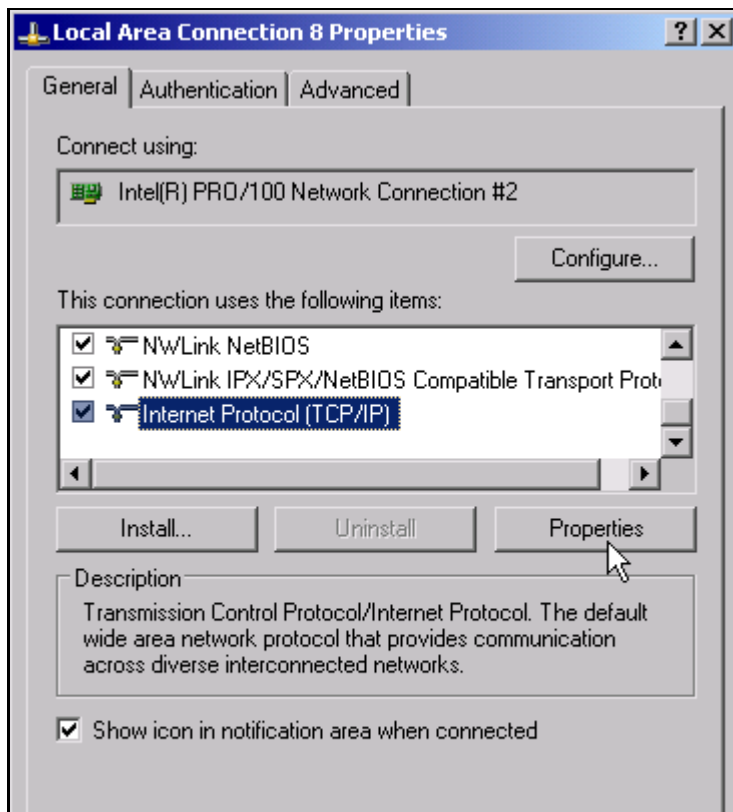 Local Area Connection 8 Properties
General Authentication Advanced
Connect using:
Intel(R) PRO/100 Network Connection #2
Configure...
This connection uses the following items:
NWLink NetBIOS
NWLink IPX/SPX/NetBIOS Compatible Transport Proto
Internet Protocol (TCP/IP)
Install... Uninstall Properties
Description
Transmission Control Protocol/Internet Protocol. The default
wide area network protocol that provides communication
across diverse interconnected networks.
Show icon in notification area when connected